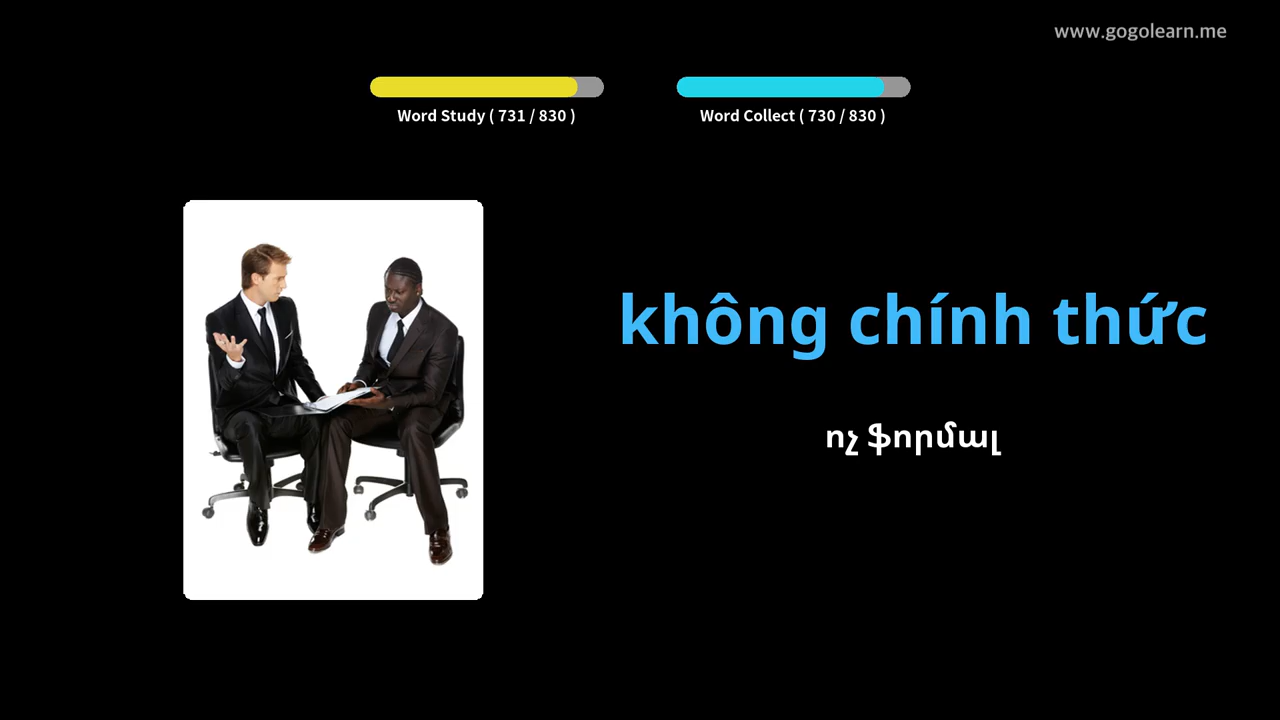 www.gogolearn.me
Word Study ( 731 / 830 )
Word Collect ( 730 / 830 )
không chính thức
ոչ ֆորմալ